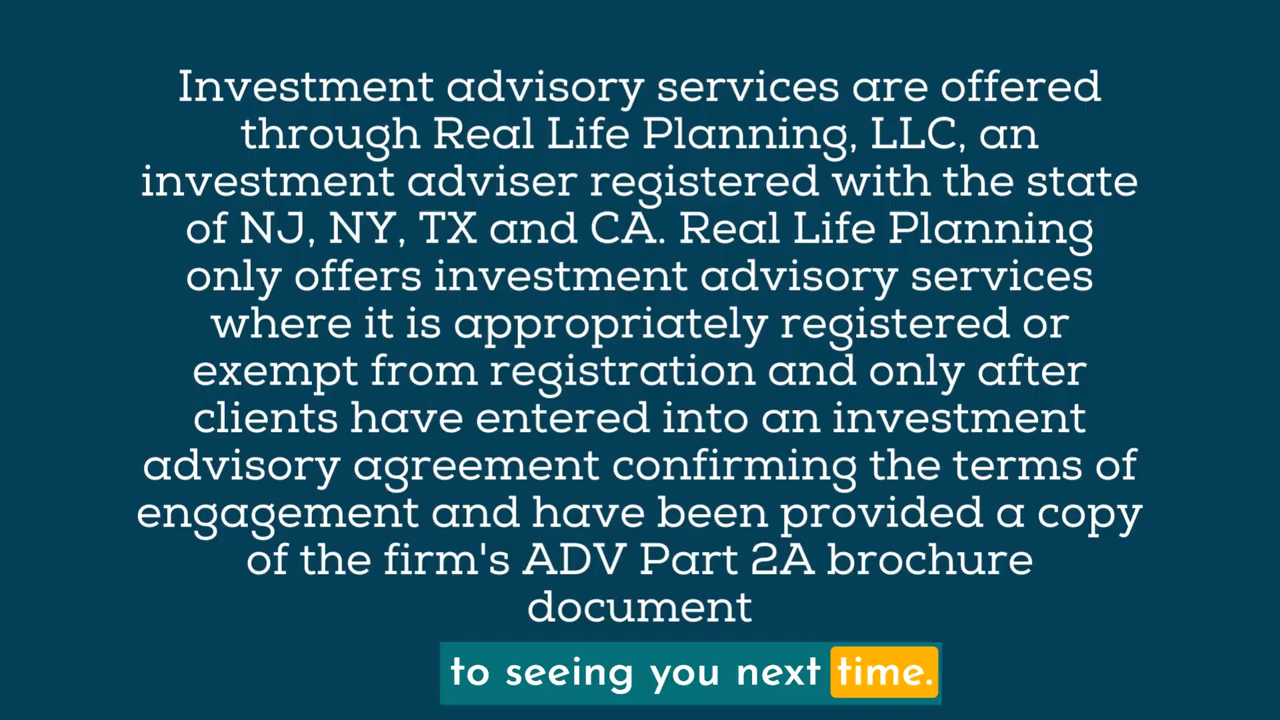 Investment advisory services are offered
through Real Life Planning, LLC, an
investment adviser registered with the state
of NJ, NY, TX and CA. Real Life Planning
only offers investment advisory services
where it is appropriately registered or
exempt from registration and only after
clients have entered into an investment
advisory agreement confirming the terms of
engagement and have been provided a copy
of the firm's ADV Part 2A brochure
document
to seeing you next time.